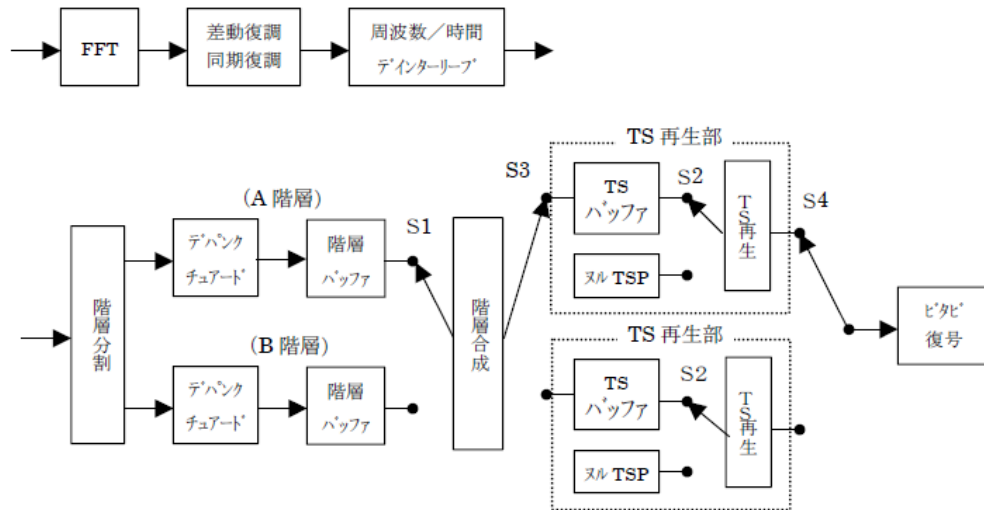 FFT
差動復調
同期復調
周波数／時間
ﾃﾞｲﾝﾀｰﾘｰﾌﾞ
TS 再生部
S3
TS
ﾊﾞｯﾌｧ
S2
TS再生
S4
ﾇﾙ TSP
(A 階層)
S1
ﾃﾞﾊﾟﾝｸ
ﾁｭｱｰﾄﾞ
階層
ﾊﾞｯﾌｧ
階層分割
階層合成
ﾋﾞﾀﾋﾞ
復号
(B 階層)
ﾃﾞﾊﾟﾝｸ
ﾁｭｱｰﾄﾞ
階層
ﾊﾞｯﾌｧ
TS 再生部
TS
ﾊﾞｯﾌｧ
S2
TS再生
ﾇﾙ TSP